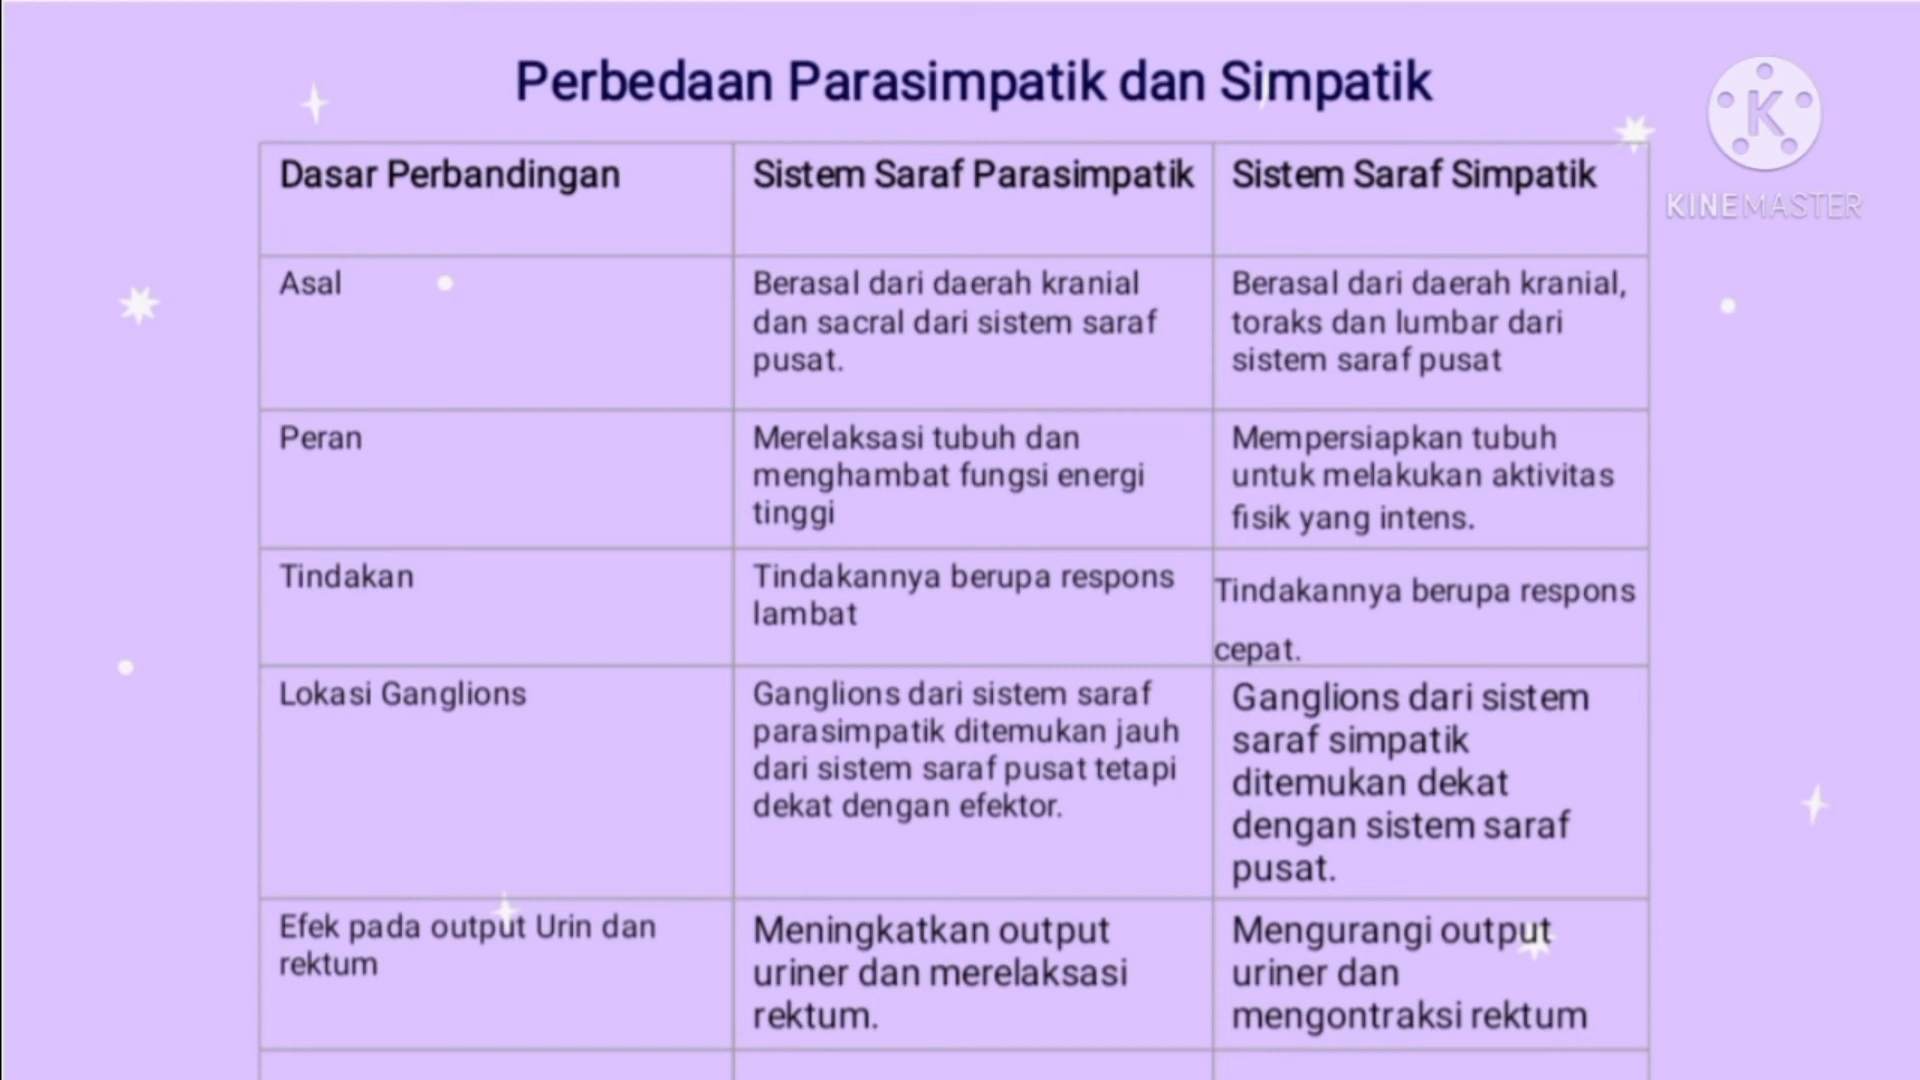 Perbedaan Parasimpatik dan Simpatik
KINEMASTER
Dasar Perbandingan
Sistem Saraf Parasimpatik
Sistem Saraf Simpatik
Asal
Berasal dari daerah kranial
dan sacral dari sistem saraf
pusat.
Berasal dari daerah kranial,
toraks dan lumbar dari
sistem saraf pusat
Peran
Merelaksasi tubuh dan
menghambat fungsi energi
tinggi
Mempersiapkan tubuh
untuk melakukan aktivitas
fisik yang intens.
Tindakan
Tindakannya berupa respons
lambat
Tindakannya berupa respons
cepat.
Lokasi Ganglions
Ganglions dari sistem saraf
parasimpatik ditemukan jauh
dari sistem saraf pusat tetapi
dekat dengan efektor.
Ganglions dari sistem
saraf simpatik
ditemukan dekat
dengan sistem saraf
pusat.
Efek pada output Urin dan
rektum
Meningkatkan output
uriner dan merelaksasi
rektum.
Mengurangi output
uriner dan
mengontraksi rektum